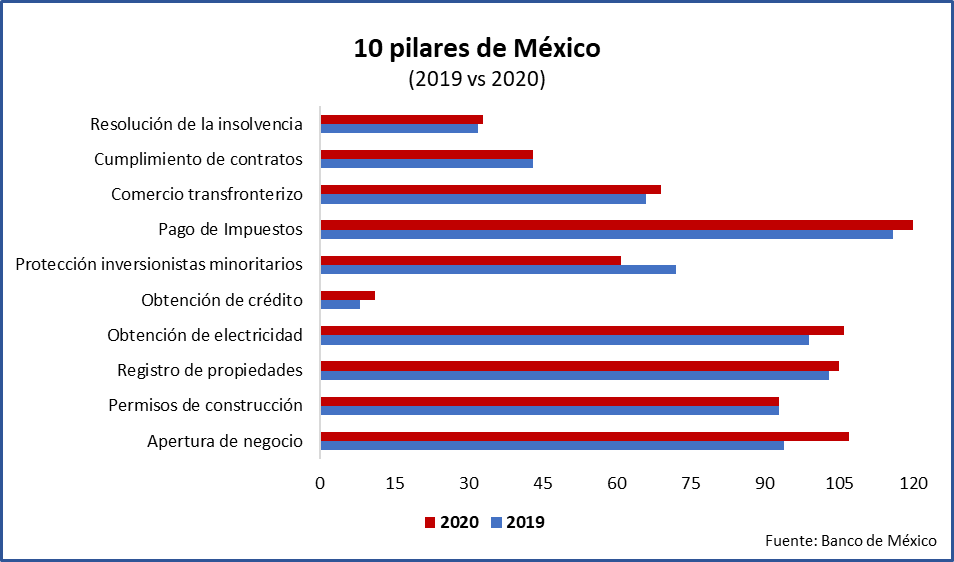 10 pilares de México
(2019 vs 2020)
Resolución de la insolvencia
Cumplimiento de contratos
Comercio transfronterizo
Pago de Impuestos
Protección inversionistas minoritarios
Obtención de crédito
Obtención de electricidad
Registro de propiedades
Permisos de construcción
Apertura de negocio
0 15 30 45 60 75 90 105 120
2020 2019
Fuente: Banco de México